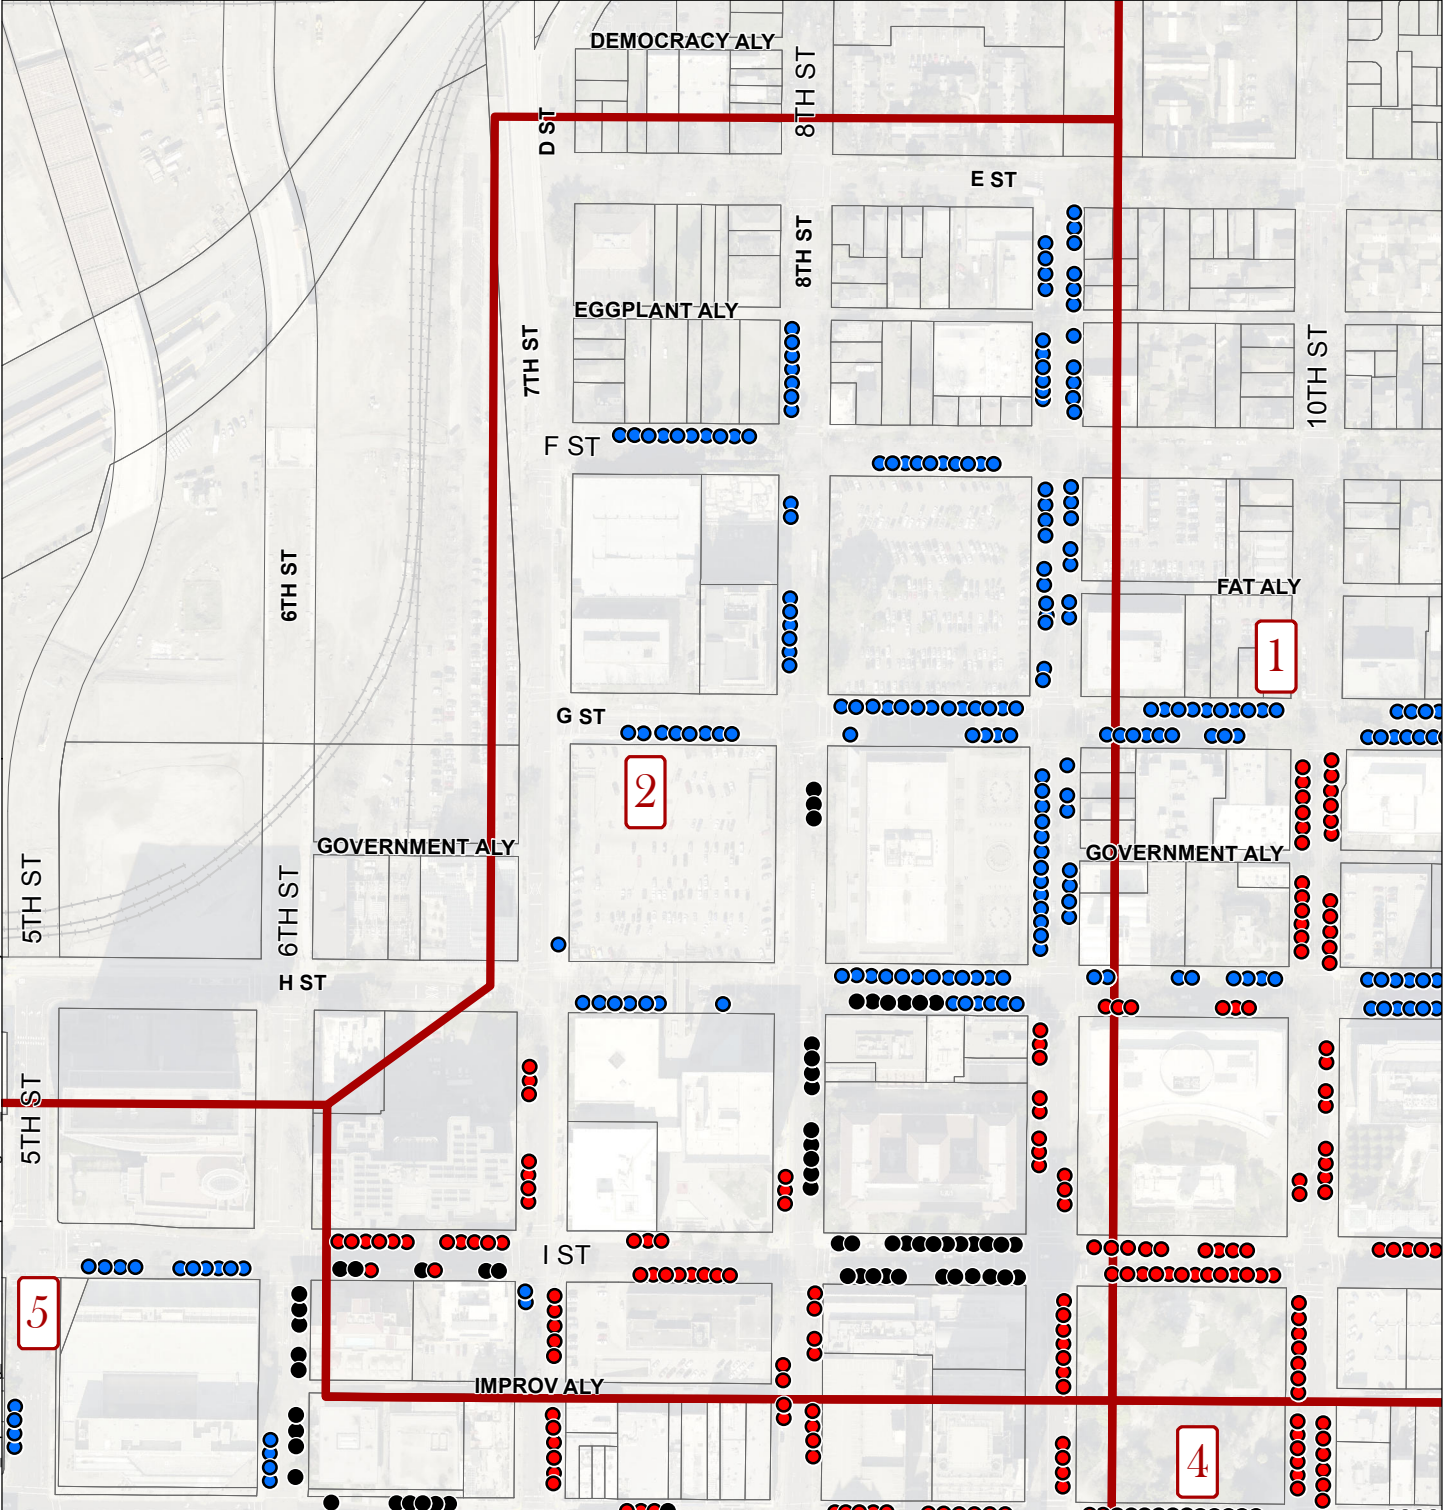 DEMOCRACY ALY
8TH ST
D ST
E ST
8TH ST
EGGPLANT ALY
7TH ST
10TH ST
F ST
6TH ST
FAT ALY
1
G ST
2
GOVERNMENT ALY
GOVERNMENT ALY
5TH ST
6TH ST
H ST
5TH ST
I ST
5
IMPROV ALY
4